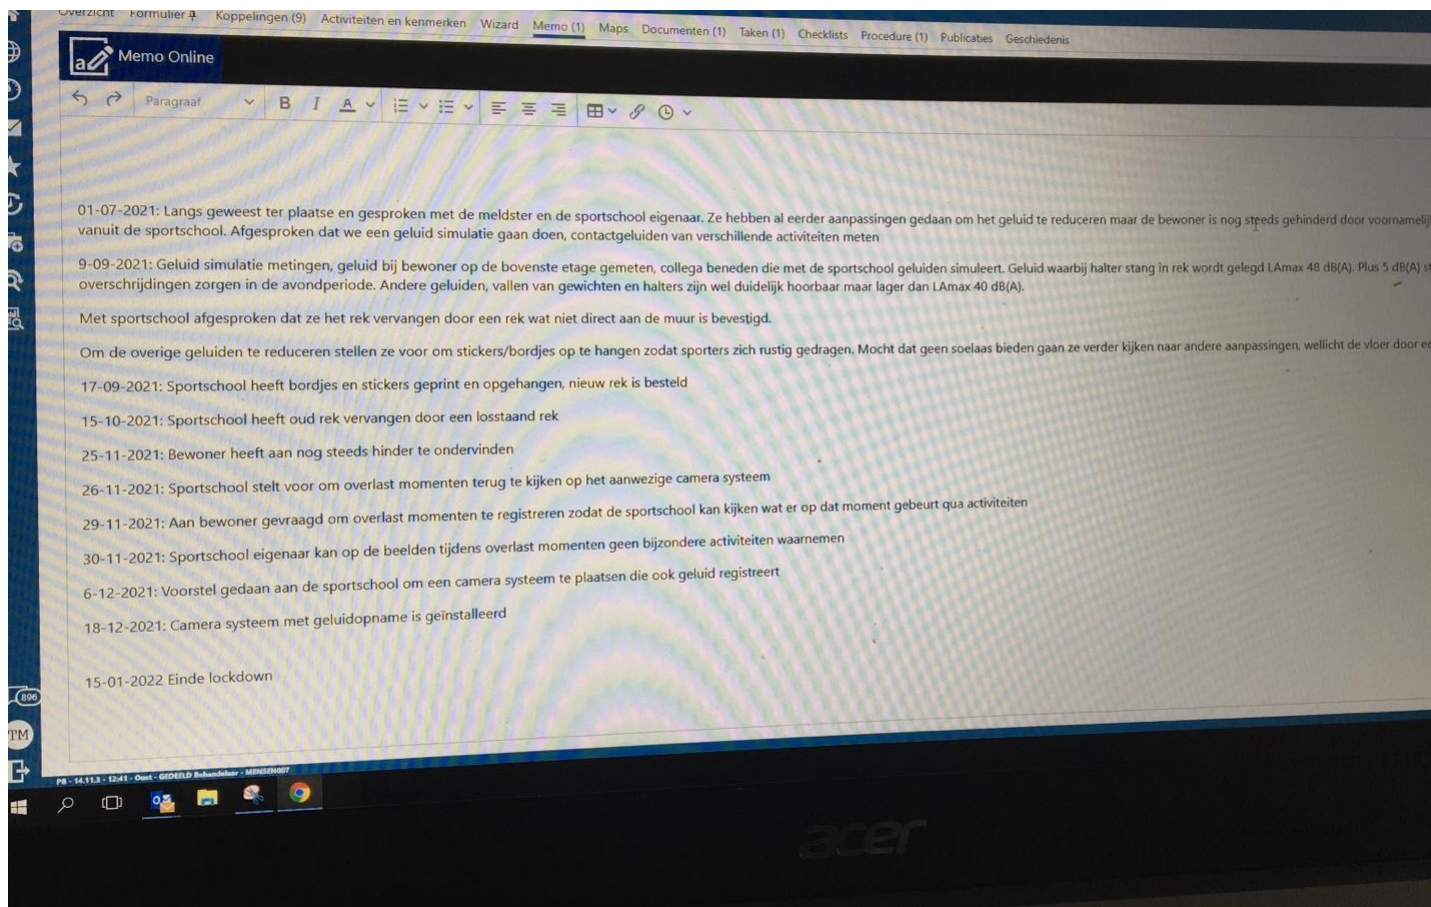 Overzicht Formulier Koppelingen (9) Activiteiten en kenmerken Wizard Memo (1) Maps Documenten (1) Taken (1) Checklists Procedure (1) Publicaties Geschiedenis
a Memo Online
Paragraaf B I A
01-07-2021: Langs geweest ter plaatse en gesproken met de meldster en de sportschool eigenaar. Ze hebben al eerder aanpassingen gedaan om het geluid te reduceren maar de bewoner is nog steeds gehinderd door voornamelij
vanuit de sportschool. Afgesproken dat we een geluid simulatie gaan doen, contactgeluiden van verschillende activiteiten meten
9-09-2021: Geluid simulatie metingen, geluid bij bewoner op de bovenste etage gemeten, collega beneden die met de sportschool geluiden simuleert. Geluid waarbij halter stang in rek wordt gelegd LAmax 48 dB(A). Plus 5 dB(A) st
overschrijdingen zorgen in de avondperiode. Andere geluiden, vallen van gewichten en halters zijn wel duidelijk hoorbaar maar lager dan LAmax 40 dB(A).
Met sportschool afgesproken dat ze het rek vervangen door een rek wat niet direct aan de muur is bevestigd.
Om de overige geluiden te reduceren stellen ze voor om stickers/bordjes op te hangen zodat sporters zich rustig gedragen. Mocht dat geen soelaas bieden gaan ze verder kijken naar andere aanpassingen, wellicht de vloer door ee
17-09-2021: Sportschool heeft bordjes en stickers geprint en opgehangen, nieuw rek is besteld
15-10-2021: Sportschool heeft oud rek vervangen door een losstaand rek
25-11-2021: Bewoner heeft aan nog steeds hinder te ondervinden
26-11-2021: Sportschool stelt voor om overlast momenten terug te kijken op het aanwezige camera systeem
29-11-2021: Aan bewoner gevraagd om overlast momenten te registreren zodat de sportschool kan kijken wat er op dat moment gebeurt qua activiteiten
30-11-2021: Sportschool eigenaar kan op de beelden tijdens overlast momenten geen bijzondere activiteiten waarnemen
6-12-2021: Voorstel gedaan aan de sportschool om een camera systeem te plaatsen die ook geluid registreert
18-12-2021: Camera systeem met geluidopname is geïnstalleerd
15-01-2022 Einde lockdown
896
TM
PB - 14.11.3 - 12:41 - Oost - GEDEELD Behandelaar - MENSEN007
acer